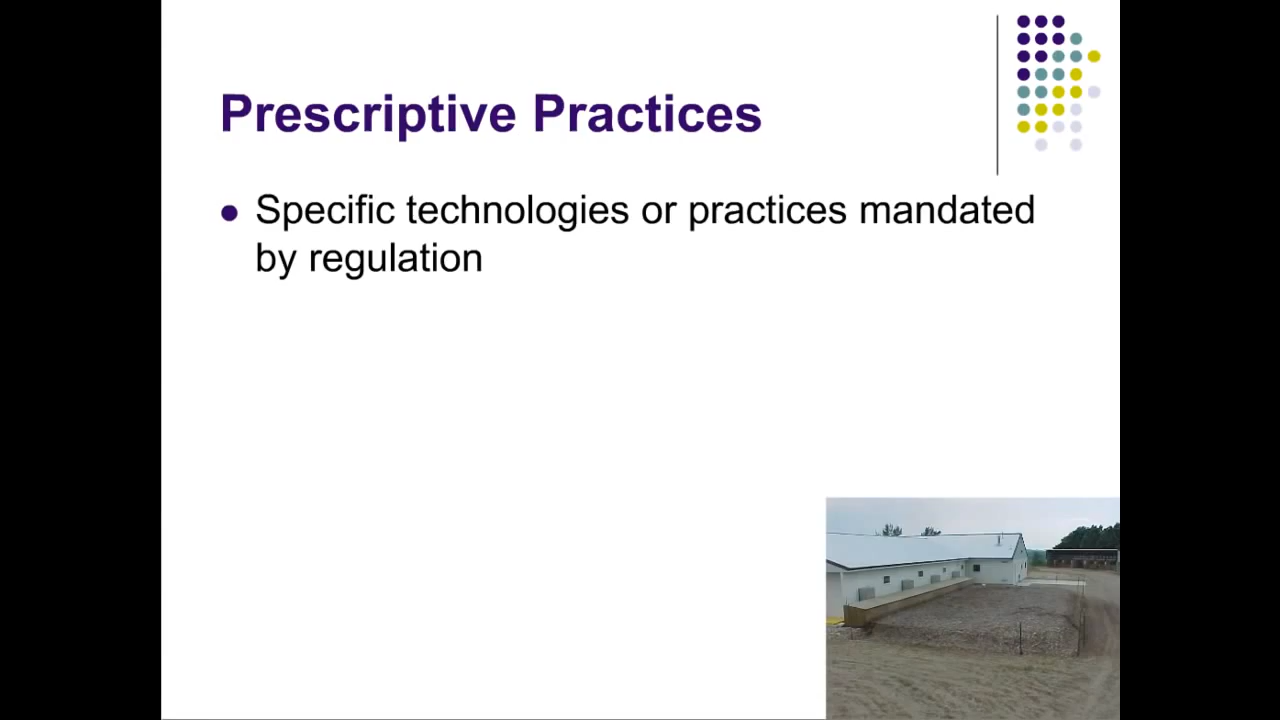 Prescriptive Practices
Specific technologies or practices mandated
by regulation